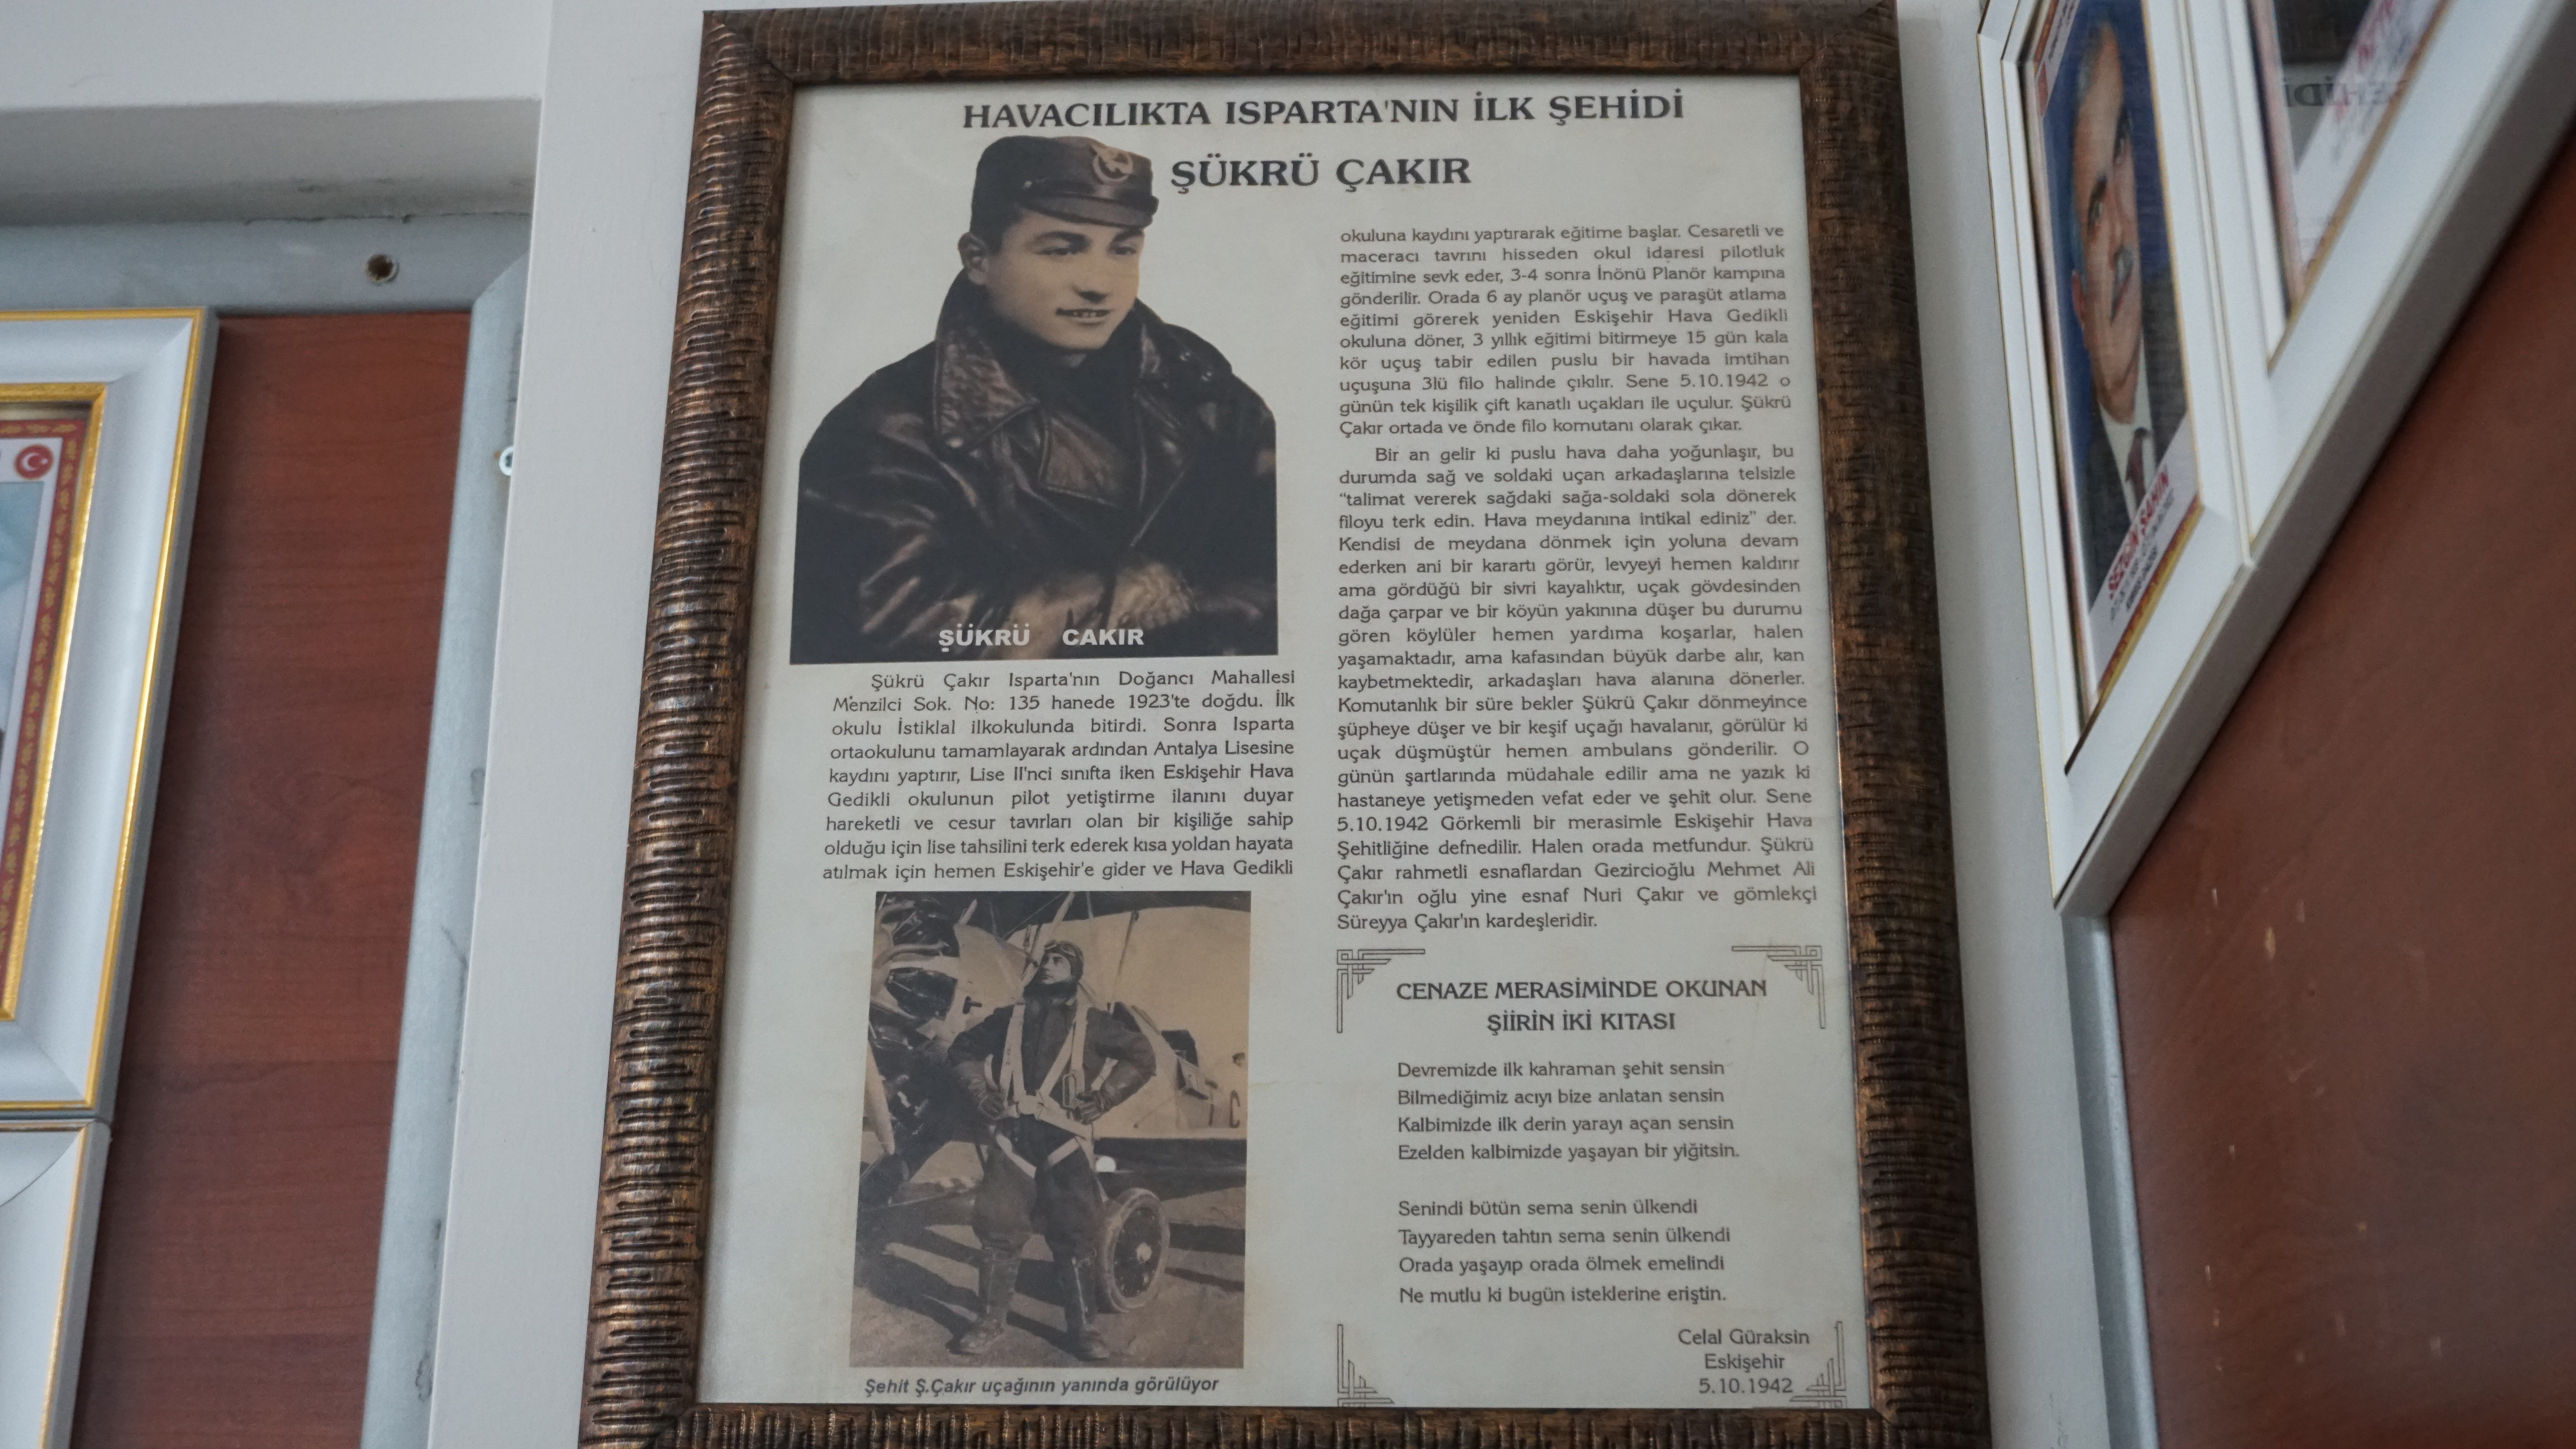 HAVACILIKTA ISPARTA'NIN İLK ŞEHİDİ
ŞÜKRÜ ÇAKIR
ŞÜKRÜ CAKIR
Şükrü Çakır Isparta'nın Doğancı Mahallesi
Menzilci Sok. No: 135 hanede 1923'te doğdu. İlk
okulu İstiklal ilkokulunda bitirdi. Sonra Isparta
ortaokulunu tamamlayarak ardından Antalya Lisesine
kaydını yaptırır, Lise II'nci sınıfta iken Eskişehir Hava
Gedikli okulunun pilot yetiştirme ilanını duyar
hareketli ve cesur tavırları olan bir kişiliğe sahip
olduğu için lise tahsilini terk ederek kısa yoldan hayata
atılmak için hemen Eskişehir'e gider ve Hava Gedikli
Şehit Ş.Çakır uçağının yanında görülüyor
okuluna kaydını yaptırarak eğitime başlar. Cesaretli ve
maceracı tavrını hisseden okul idaresi pilotluk
eğitimine sevk eder, 3-4 sonra İnönü Planör kampına
gönderilir. Orada 6 ay planör uçuş ve paraşüt atlama
eğitimi görerek yeniden Eskişehir Hava Gedikli
okuluna döner, 3 yıllık eğitimi bitirmeye 15 gün kala
kör uçuş tabir edilen puslu bir havada imtihan
uçuşuna 3lü filo halinde çıkılır. Sene 5.10.1942 o
günün tek kişilik çift kanatlı uçakları ile uçulur. Şükrü
Çakır ortada ve önde filo komutanı olarak çıkar.
Bir an gelir ki puslu hava daha yoğunlaşır, bu
durumda sağ ve soldaki uçan arkadaşlarına telsizle
"talimat vererek sağdaki sağa-soldaki sola dönerek
filoyu terk edin. Hava meydanına intikal ediniz" der.
Kendisi de meydana dönmek için yoluna devam
ederken ani bir karartı görür, levyeyi hemen kaldırır
ama gördüğü bir sivri kayalıktır, uçak gövdesinden
dağa çarpar ve bir köyün yakınına düşer bu durumu
gören köylüler hemen yardıma koşarlar, halen
yaşamaktadır, ama kafasından büyük darbe alır, kan
kaybetmektedir, arkadaşları hava alanına dönerler.
Komutanlık bir süre bekler Şükrü Çakır dönmeyince
şüpheye düşer ve bir keşif uçağı havalanır, görülür ki
uçak düşmüştür hemen ambulans gönderilir. O
günün şartlarında müdahale edilir ama ne yazık ki
hastaneye yetişmeden vefat eder ve şehit olur. Sene
5.10.1942 Görkemli bir merasimle Eskişehir Hava
Şehitliğine defnedilir. Halen orada metfundur. Şükrü
Çakır rahmetli esnaflardan Gezircioğlu Mehmet Ali
Çakır'ın oğlu yine esnaf Nuri Çakır ve gömlekçi
Süreyya Çakır'ın kardeşleridir.
CENAZE MERASİMİNDE OKUNAN
ŞİİRİN İKİ KITASI
Devremizde ilk kahraman şehit sensin
Bilmediğimiz acıyı bize anlatan sensin
Kalbimizde ilk derin yarayı açan sensin
Ezelden kalbimizde yaşayan bir yiğitsin.
Senindi bütün sema senin ülkendi
Tayyareden tahtın sema senin ülkendi
Orada yaşayıp orada ölmek emelindi
Ne mutlu ki bugün isteklerine eriştin.
Celal Güraksin
Eskişehir
5.10.1942